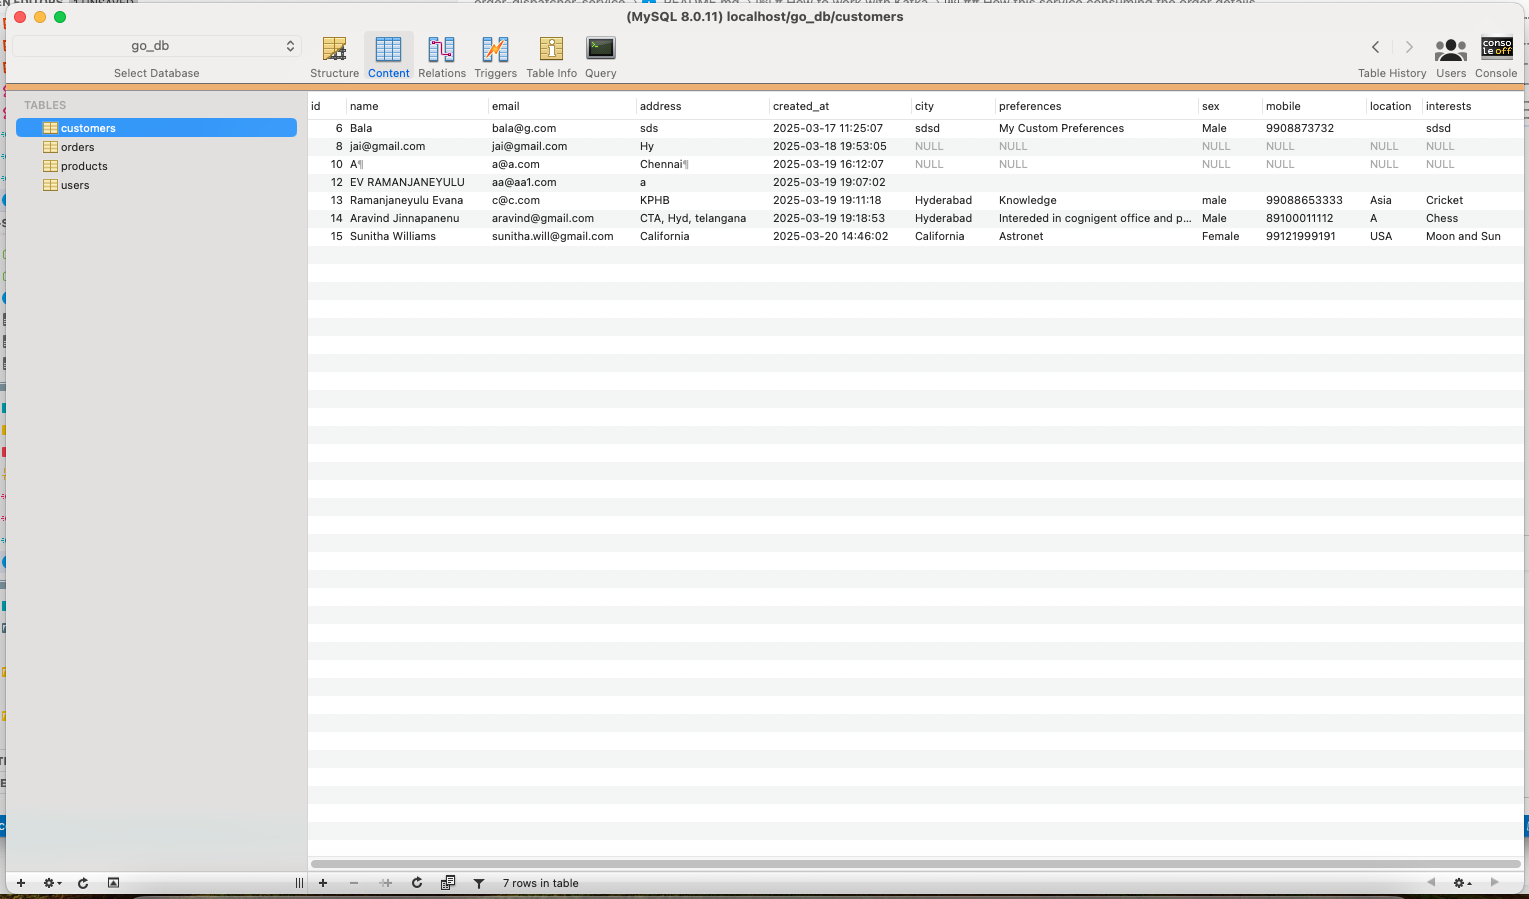 (MySQL 8.0.11) localhost/go_db/customers
go_db
Select Database
Structure Content Relations Triggers Table Info Query
Table History Users Console
conso
le off
TABLES
customers
orders
products
users
id name email address created_at city preferences sex mobile location interests
6 Bala bala@g.com sds 2025-03-17 11:25:07 sdsd My Custom Preferences Male 9908873732 sdsd
8 jai@gmail.com jai@gmail.com Hy 2025-03-18 19:53:05 NULL NULL NULL NULL NULL NULL
10 A¶ a@a.com Chennai¶ 2025-03-19 16:12:07 NULL NULL NULL NULL NULL NULL
12 EV RAMANJANEYULU aa@aa1.com a 2025-03-19 19:07:02
13 Ramanjaneyulu Evana c@c.com KPHB 2025-03-19 19:11:18 Hyderabad Knowledge male 99088653333 Asia Cricket
14 Aravind Jinnapanenu aravind@gmail.com CTA, Hyd, telangana 2025-03-19 19:18:53 Hyderabad Intereded in cognigent office and p... Male 89100011112 A Chess
15 Sunitha Williams sunitha.will@gmail.com California 2025-03-20 14:46:02 California Astronet Female 99121999191 USA Moon and Sun
7 rows in table